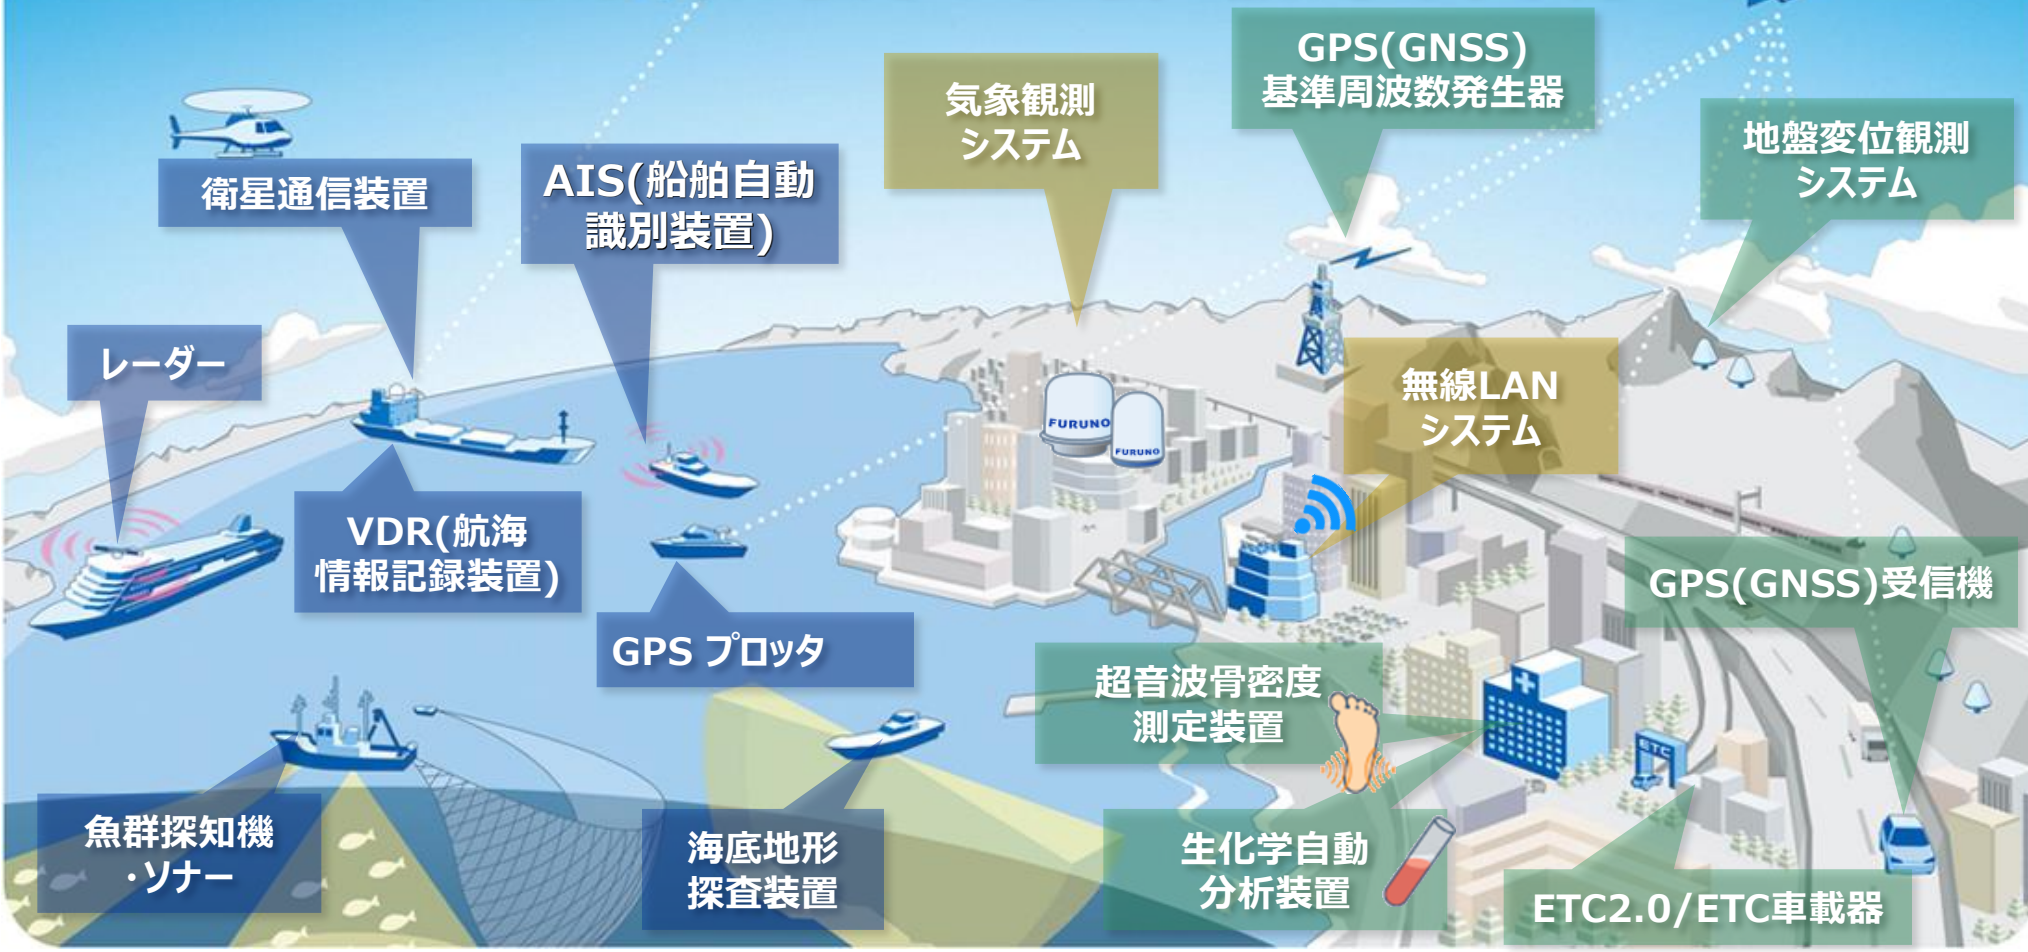 GPS(GNSS)
基準周波数発生器
気象観測
システム
地盤変位観測
システム
衛星通信装置
AIS(船舶自動
識別装置)
レーダー
無線LAN
システム
FURUNO
FURUNO
VDR(航海
情報記録装置)
GPS プロッタ
GPS(GNSS)受信機
超音波骨密度
測定装置
ETC
魚群探知機
・ソナー
海底地形
探査装置
生化学自動
分析装置
ETC2.0/ETC車載器